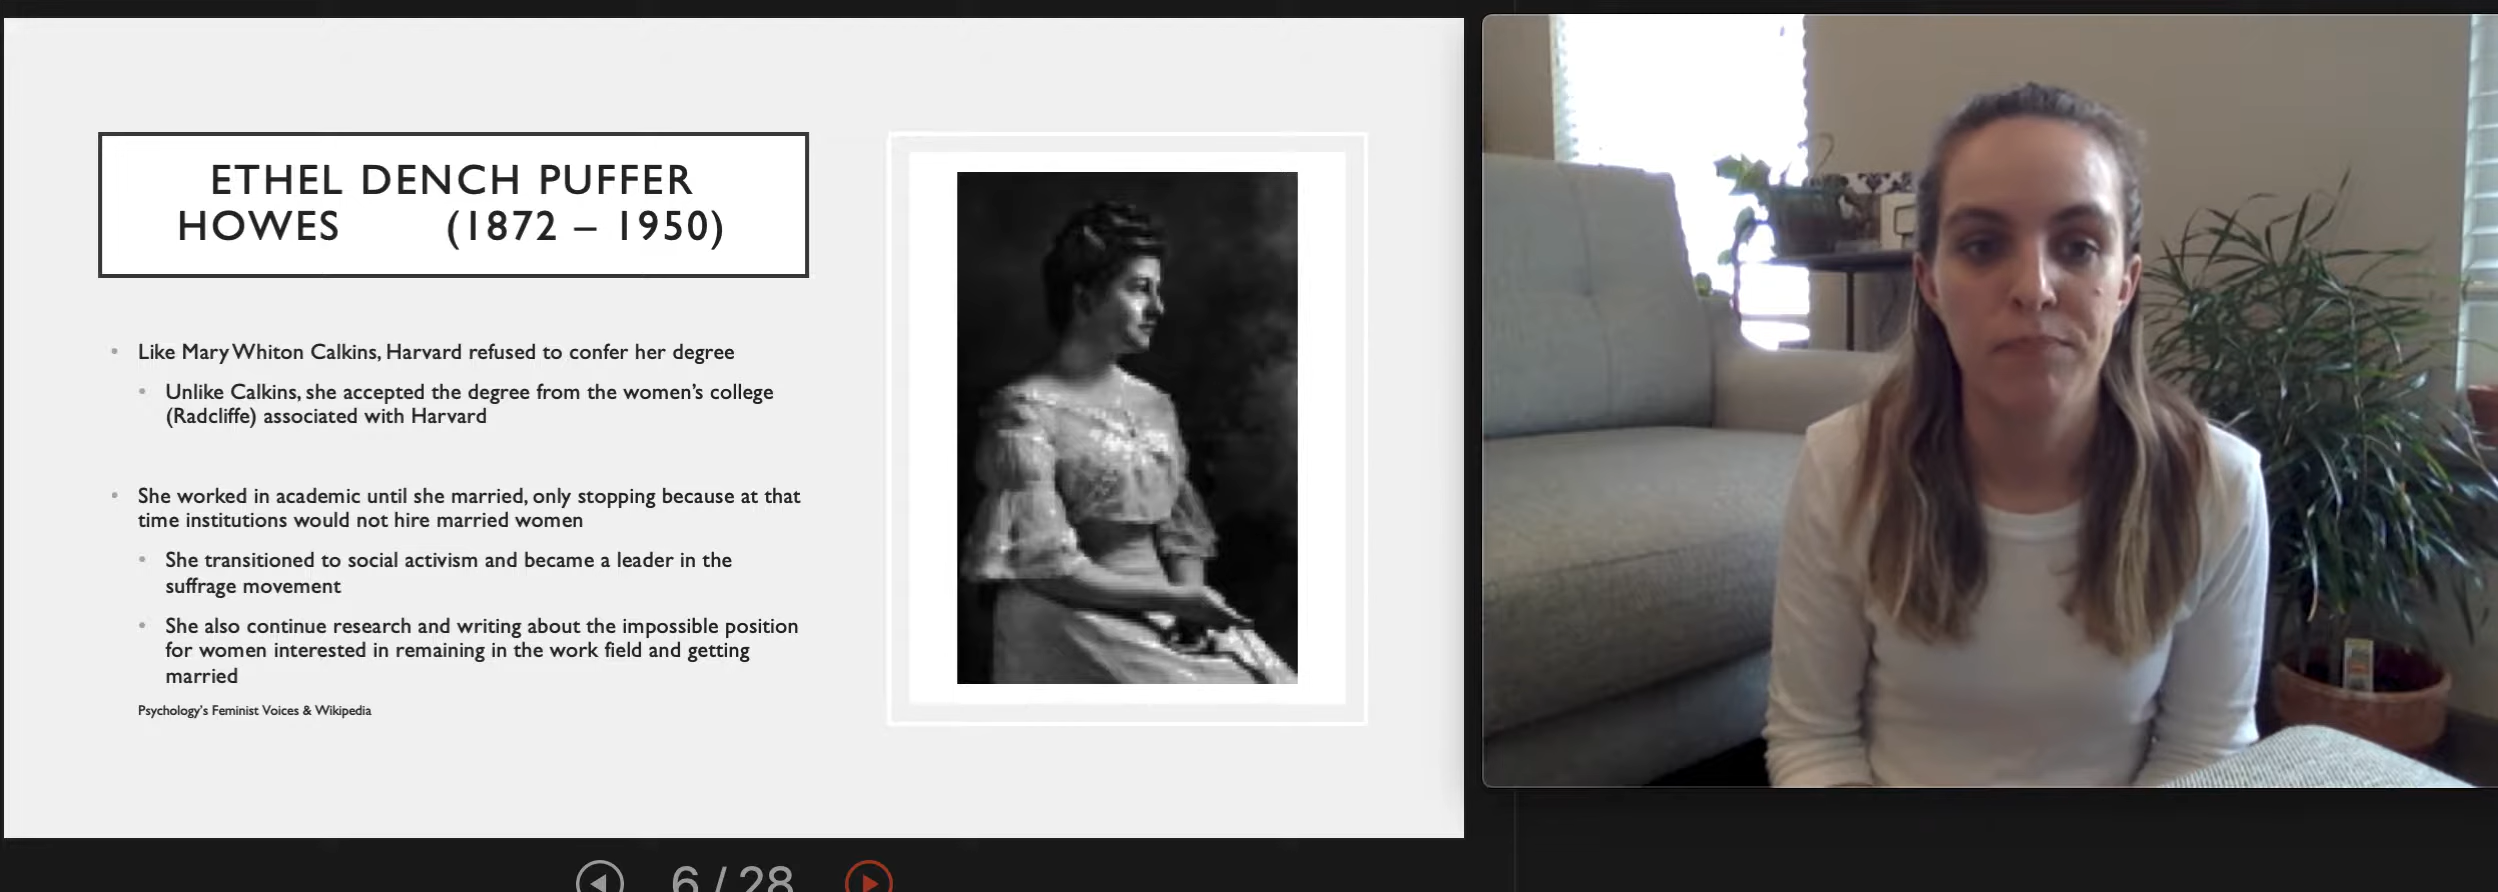 ETHEL DENCH PUFFER
HOWES (1872 – 1950)
Like Mary Whiton Calkins, Harvard refused to confer her degree
Unlike Calkins, she accepted the degree from the women's college
(Radcliffe) associated with Harvard
She worked in academic until she married, only stopping because at that
time institutions would not hire married women
She transitioned to social activism and became a leader in the
suffrage movement
She also continue research and writing about the impossible position
for women interested in remaining in the work field and getting
married
Psychology's Feminist Voices & Wikipedia
6 / 28